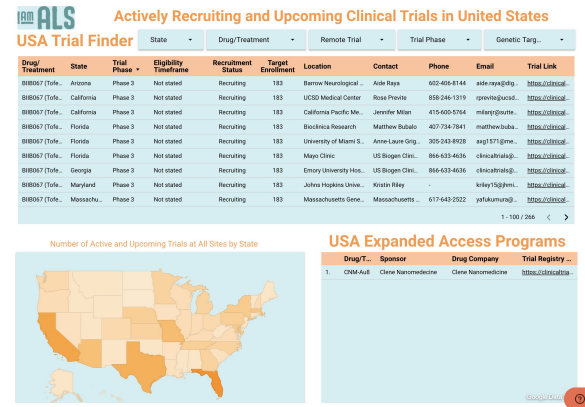 IAM ALS
Actively Recruiting and Upcoming Clinical Trials in United States
USA Trial Finder
State
Drug/Treatment
Remote Trial
Trial Phase
Genetic Targ...
Drug/ Treatment State Trial Phase Eligibility Timeframe Recruitment Status Target Enrollment Location Contact Phone Email Trial Link
BIIB067 (Tofe... Arizona Phase 3 Not stated Recruiting 183 Barrow Neurological ... Aide Raya 602-406-8144 aide.raya@dig... https://clinical...
BIIB067 (Tofe... California Phase 3 Not stated Recruiting 183 UCSD Medical Center Rose Previte 858-246-1319 rprevite@ucsd... https://clinical...
BIIB067 (Tofe... California Phase 3 Not stated Recruiting 183 California Pacific Me... Jennifer Milan 415-600-5764 milanjr@sutte... https://clinical...
BIIB067 (Tofe... Florida Phase 3 Not stated Recruiting 183 Bioclinica Research Matthew Bubalo 407-734-7841 matthew.buba... https://clinical...
BIIB067 (Tofe... Florida Phase 3 Not stated Recruiting 183 University of Miami S... Anne-Laure Grig... 305-243-8928 axg1571@me... https://clinical...
BIIB067 (Tofe... Florida Phase 3 Not stated Recruiting 183 Mayo Clinic US Biogen Clini... 866-633-4636 clinicaltrials@... https://clinical...
BIIB067 (Tofe... Georgia Phase 3 Not stated Recruiting 183 Emory University Hos... US Biogen Clini... 866-633-4636 clinicaltrials@... https://clinical...
BIIB067 (Tofe... Maryland Phase 3 Not stated Recruiting 183 Johns Hopkins Unive... Kristin Riley - kriley15@jhmi... https://clinical...
BIIB067 (Tofe... Massachu... Phase 3 Not stated Recruiting 183 Massachusetts Gene... Massachusetts ... 617-643-2522 yafukumura@... https://clinical...
1 - 100 / 266
Number of Active and Upcoming Trials at All Sites by State
USA Expanded Access Programs
Drug/T... Sponsor Drug Company Trial Registry ...
1. CNM-Au8 Clene Nanomedecine Clene Nanomedicine https://clinicaltria...
Google Data